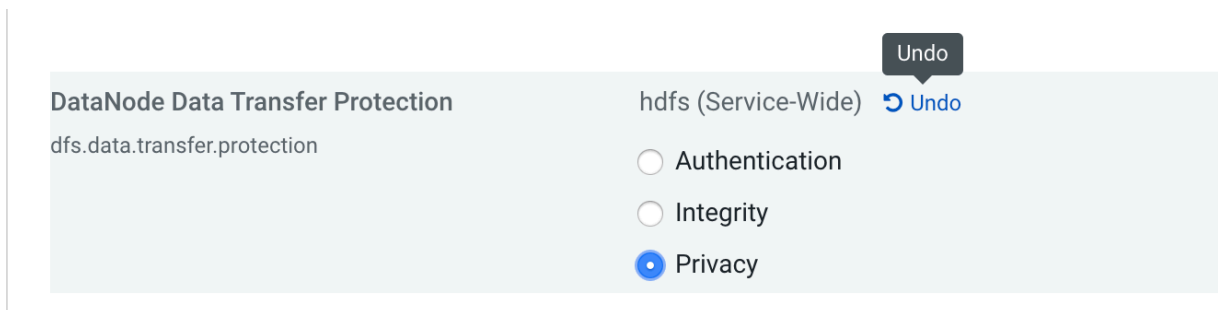 Undo
DataNode Data Transfer Protection hdfs (Service-Wide) Undo
dfs.data.transfer.protection
Authentication
Integrity
Privacy